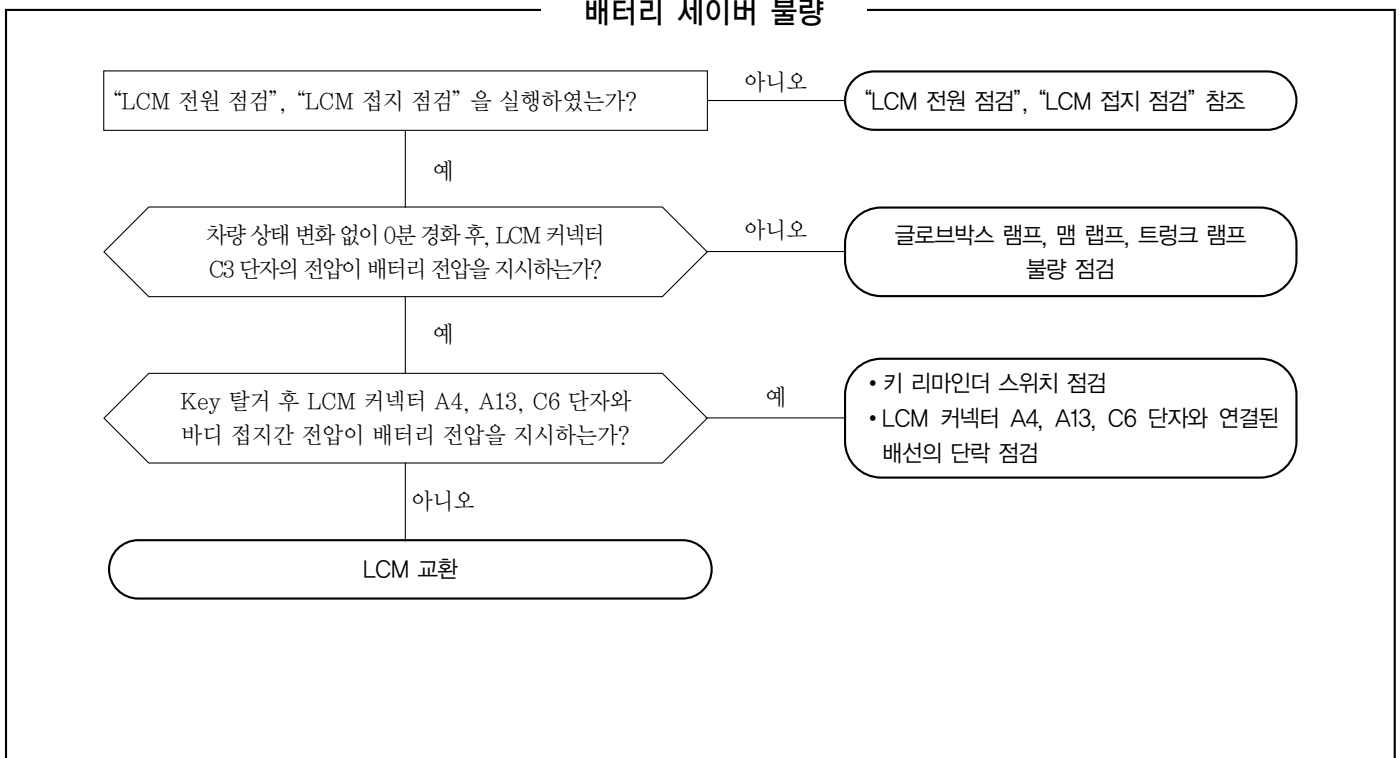 배터리 세이버 불량
“LCM 전원 점검”, “LCM 접지 점검” 을 실행하였는가?
아니오
“LCM 전원 점검”, “LCM 접지 점검” 참조
예
차량 상태 변화 없이 0분 경화 후, LCM 커넥터
C3 단자의 전압이 배터리 전압을 지시하는가?
아니오
글로브박스 램프, 맴 랩프, 트렁크 램프
불량 점검
예
Key 탈거 후 LCM 커넥터 A4, A13, C6 단자와
바디 접지간 전압이 배터리 전압을 지시하는가?
예
• 키 리마인더 스위치 점검
• LCM 커넥터 A4, A13, C6 단자와 연결된
배선의 단락 점검
아니오
LCM 교환